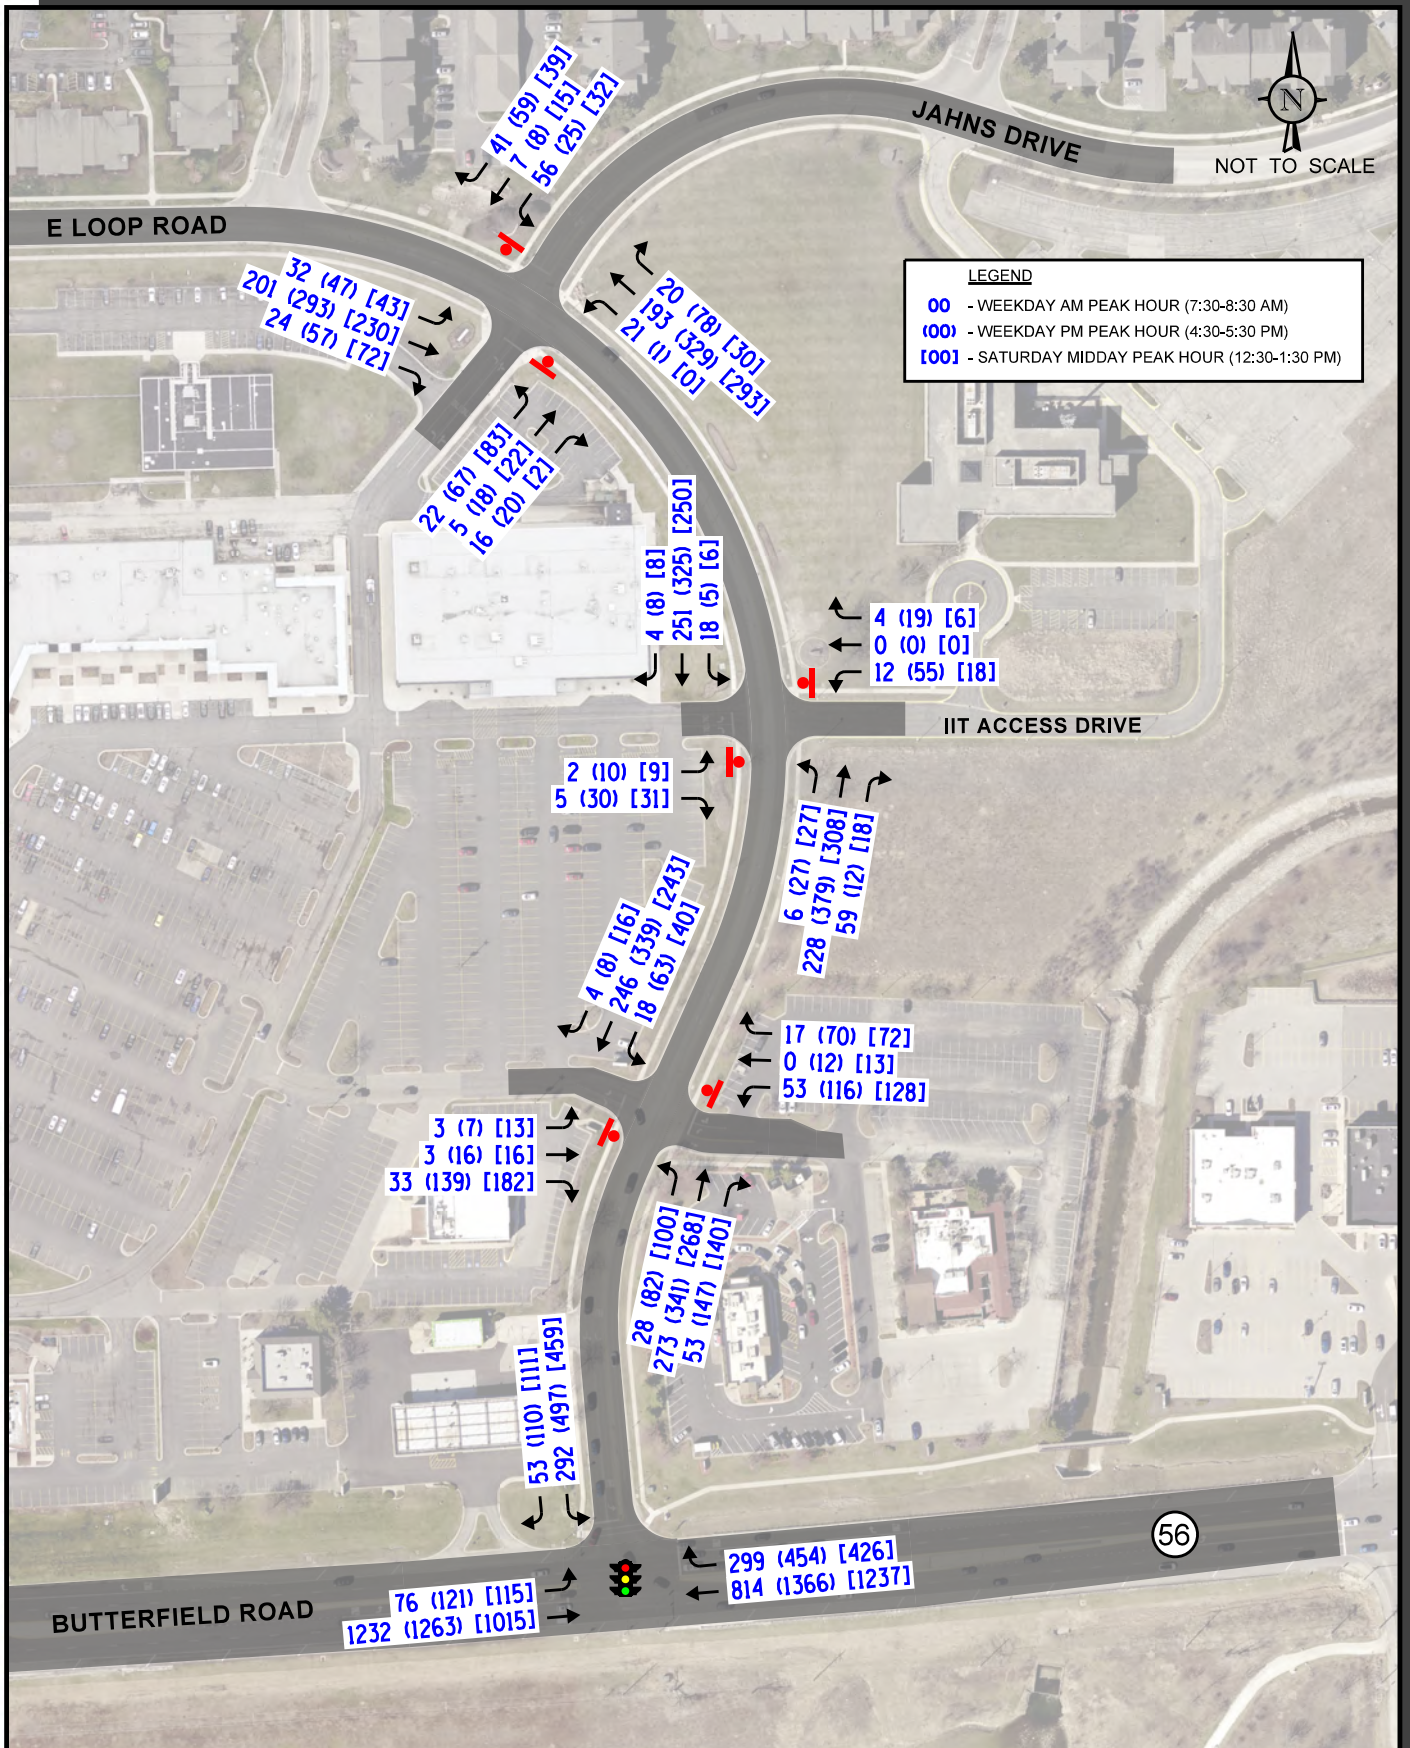 41 (59) [39]
7 (8) [15]
56 (25) [32]
JAHNS DRIVE
N
NOT TO SCALE
E LOOP ROAD
32 (47) [43]
201 (293) [230]
24 (57) [72]
20 (78) [30]
193 (329) [293]
21 (1) [0]
LEGEND
00 - WEEKDAY AM PEAK HOUR (7:30-8:30 AM)
(00) - WEEKDAY PM PEAK HOUR (4:30-5:30 PM)
[00] - SATURDAY MIDDAY PEAK HOUR (12:30-1:30 PM)
22 (67) [83]
5 (18) [22]
16 (20) [2]
4 (8) [8]
251 (325) [250]
18 (5) [6]
4 (19) [6]
0 (0) [0]
12 (55) [18]
IIT ACCESS DRIVE
2 (10) [9]
5 (30) [31]
6 (27) [27]
228 (379) [308]
59 (12) [18]
4 (8) [16]
246 (339) [243]
18 (63) [40]
17 (70) [72]
0 (12) [13]
53 (116) [128]
3 (7) [13]
3 (16) [16]
33 (139) [182]
28 (82) [100]
273 (341) [268]
53 (147) [140]
53 (110) [111]
292 (497) [459]
56
299 (454) [426]
814 (1366) [1237]
76 (121) [115]
1232 (1263) [1015]
BUTTERFIELD ROAD